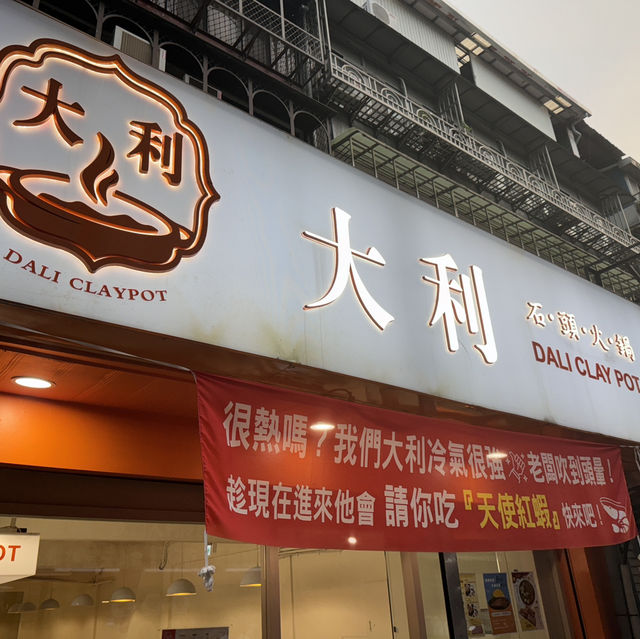 大利
DALI CLAYPOT
大利
石·頭·火·鍋
DALI CLAY POT
很熱嗎？我們大利冷氣很強 老闆吹到頭暈！
趁現在進來他會 請你吃『天使紅蝦』快來吧！
OT